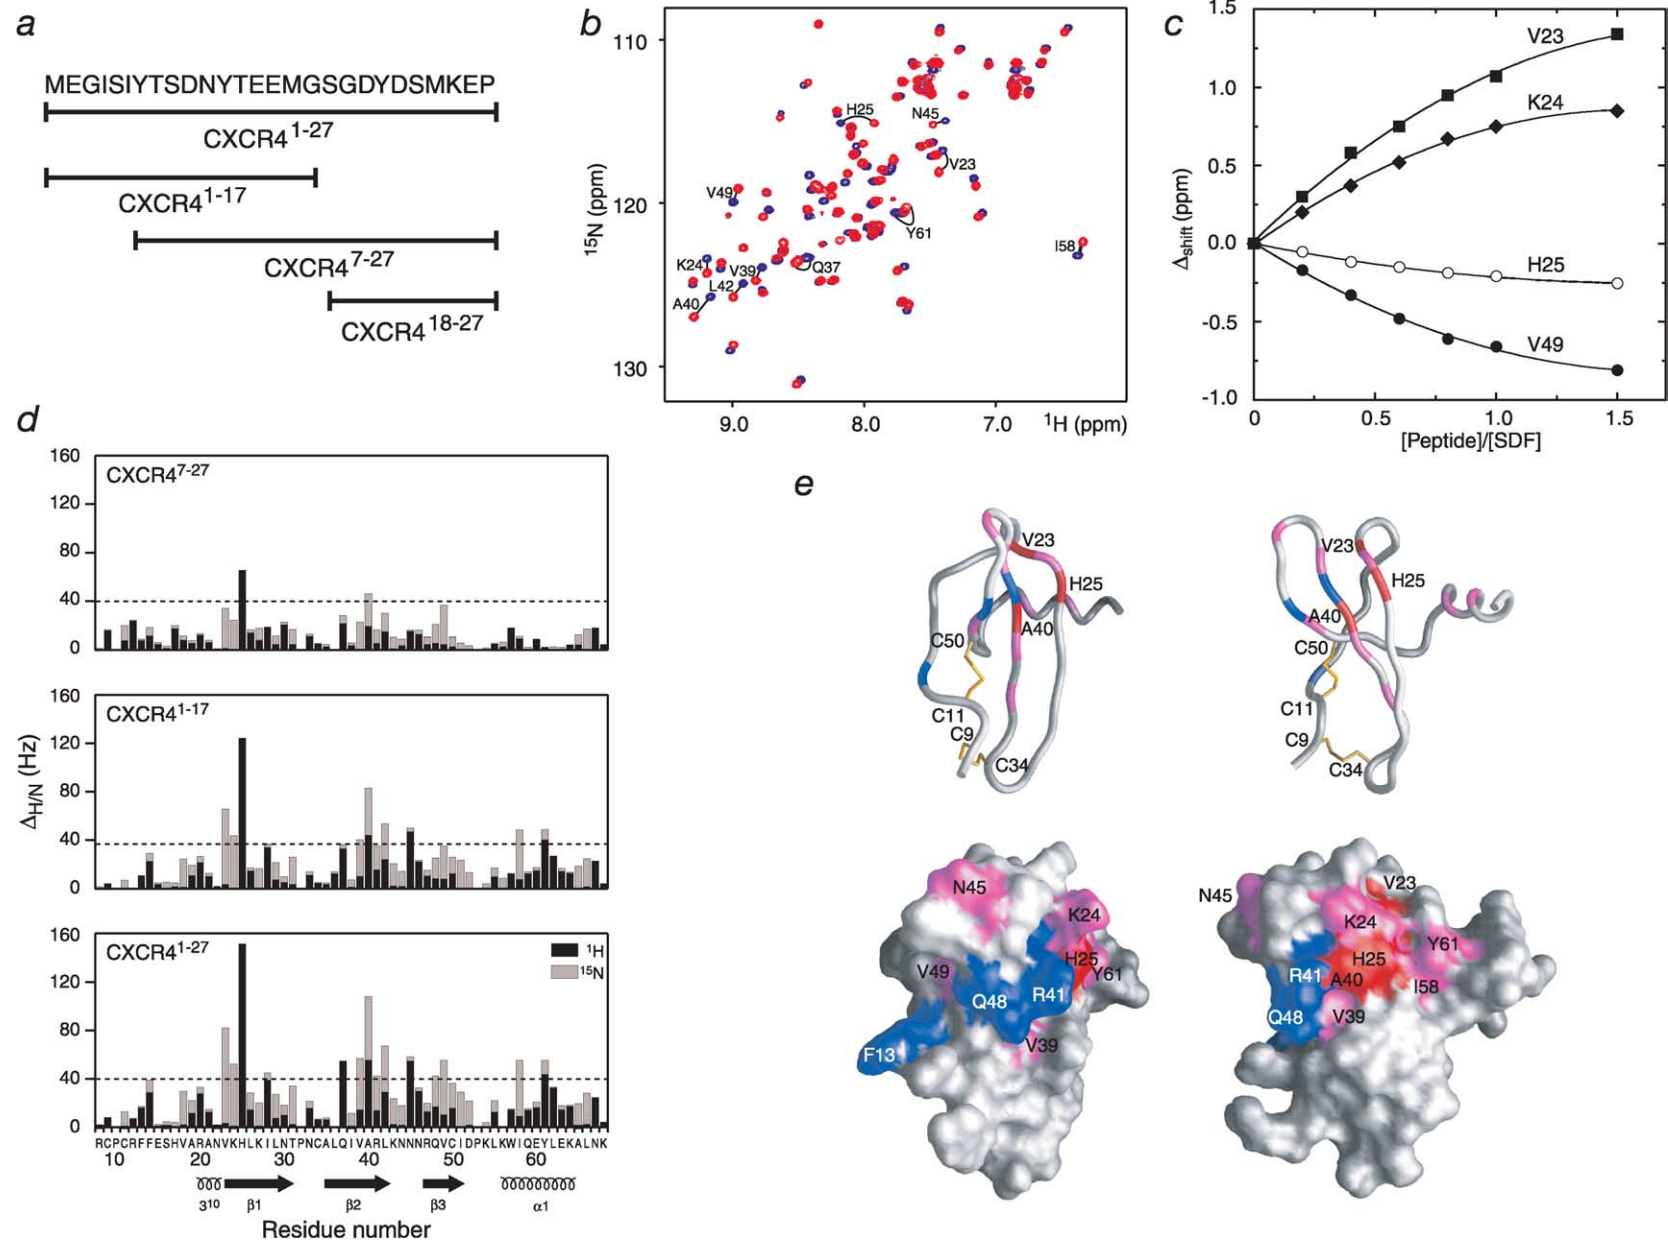 a
MEGISIYTSDNYTEEMGSGDYDSMKEP
CXCR4 1-27
CXCR4 1-17
CXCR4 7-27
CXCR4 18-27
b
110
120
130
15N (ppm)
H25
N45
V23
V49
Y61
I58
K24
V39
Q37
L42
A40
9.0 8.0 7.0 1H (ppm)
c
1.5
1.0
0.5
0.0
-0.5
-1.0
Δshift (ppm)
V23
K24
H25
V49
0 0.5 1.0 1.5
[Peptide]/[SDF]
d
160
120
80
40
0
CXCR4 7-27
160
120
80
40
0
CXCR4 1-17
ΔH/N (Hz)
160
120
80
40
0
CXCR4 1-27
1H
15N
RCPCRFFESHVARANVKHLKILNTPNCALQIVARLKNNNRQVCIDPKLKWIQEYLEKALNK
10 20 30 40 50 60
310 β1 β2 β3 α1
Residue number
e
V23
H25
A40
C50
C11
C9
C34
V23
H25
A40
C50
C11
C9
C34
N45
K24
H25
Y61
V49
Q48
R41
V39
F13
N45
V23
K24
Y61
H25
R41
A40
I58
Q48
V39